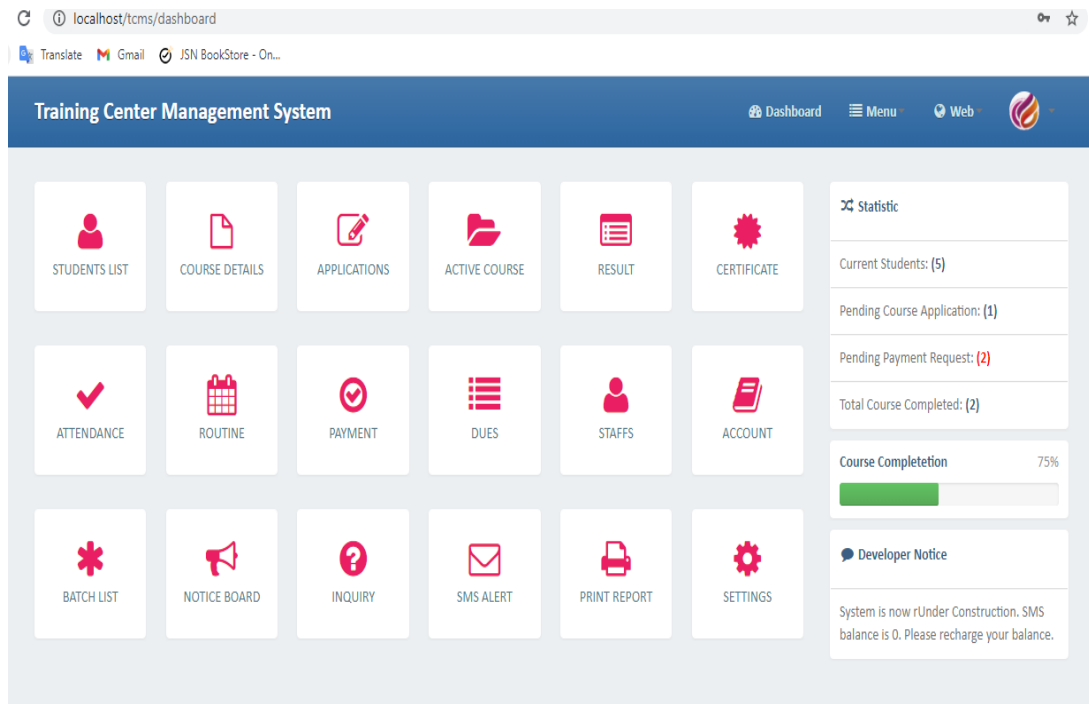 localhost/tcms/dashboard
Translate Gmail JSN BookStore - On...
Training Center Management System Dashboard Menu Web
STUDENTS LIST COURSE DETAILS APPLICATIONS ACTIVE COURSE RESULT CERTIFICATE
ATTENDANCE ROUTINE PAYMENT DUES STAFFS ACCOUNT
BATCH LIST NOTICE BOARD INQUIRY SMS ALERT PRINT REPORT SETTINGS
Statistic
Current Students: (5)
Pending Course Application: (1)
Pending Payment Request: (2)
Total Course Completed: (2)
Course Completetion 75%
Developer Notice
System is now rUnder Construction. SMS
balance is 0. Please recharge your balance.